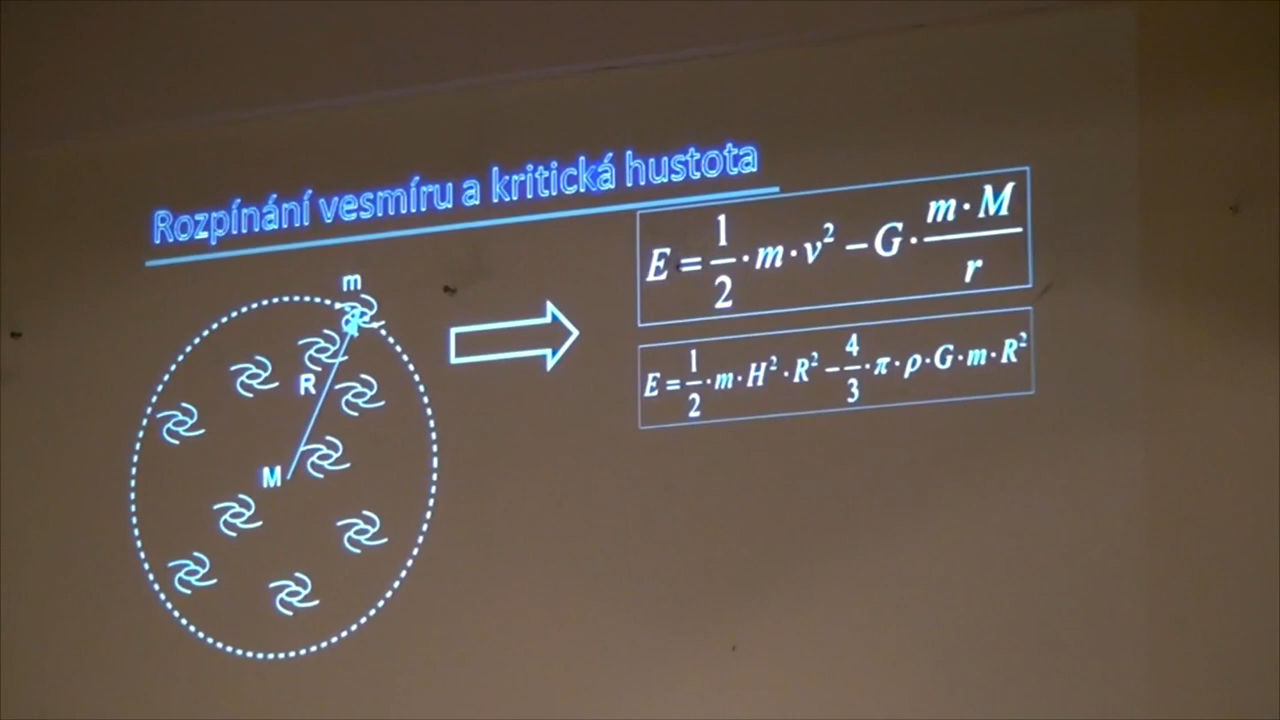 Rozpínání vesmíru a kritická hustota
E = 1/2 · m · v² − G · m · M / r
E = 1/2 · m · H² · R² − 4/3 · π · ρ · G · m · R²
m
R
M